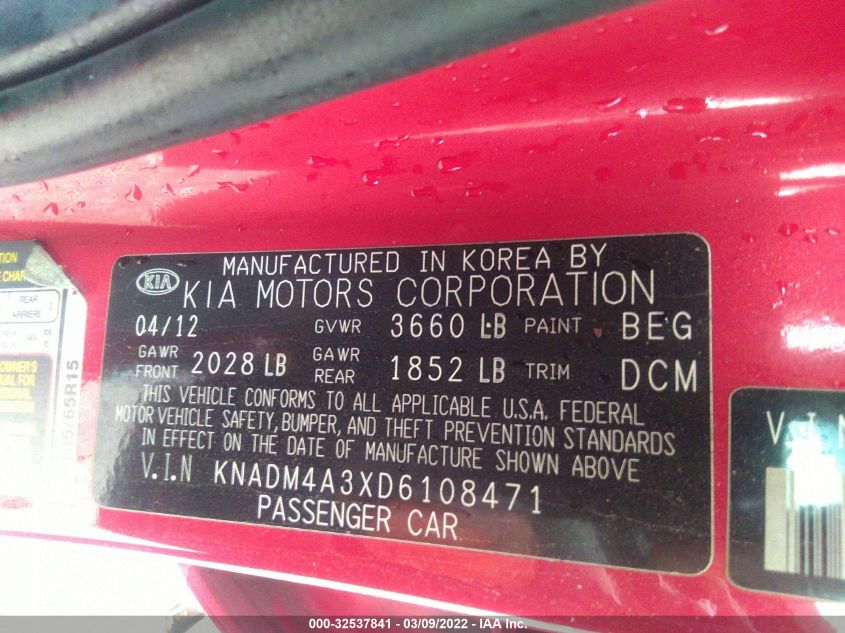 MANUFACTURED IN KOREA BY
KIA KIA MOTORS CORPORATION
04/12 GVWR 3660 LB PAINT BEG
GAWR FRONT 2028 LB GAWR REAR 1852 LB TRIM DCM
THIS VEHICLE CONFORMS TO ALL APPLICABLE U.S.A. FEDERAL
MOTOR VEHICLE SAFETY, BUMPER, AND THEFT PREVENTION STANDARDS
IN EFFECT ON THE DATE OF MANUFACTURE SHOWN ABOVE
V.I.N KNADM4A3XD6108471
PASSENGER CAR
REAR
ARRIERE
/65R15
V.I.N
000-32537841 - 03/09/2022 - IAA Inc.